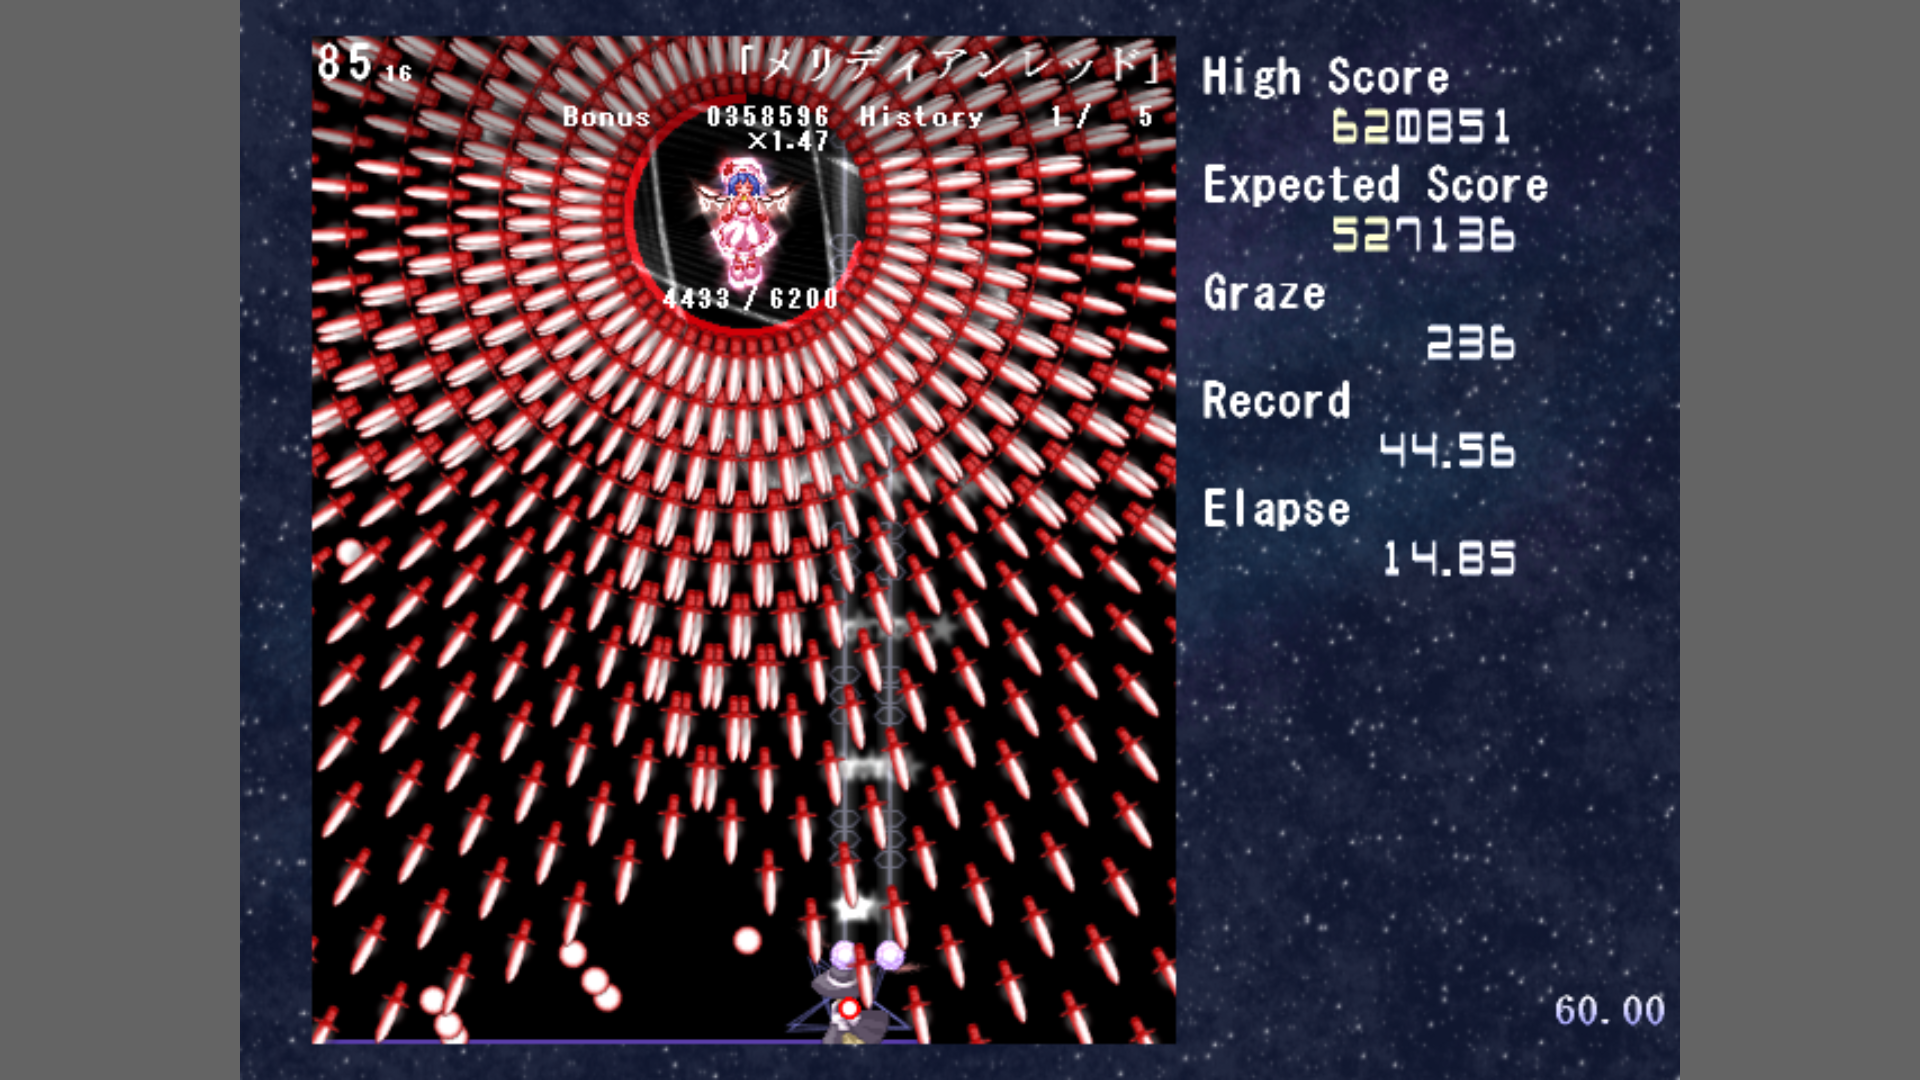 85 16 「メリディアンレッド」
Bonus 0358596 History 1/ 5
×1.47
4433 / 6200
High Score
620851
Expected Score
527136
Graze
236
Record
44.56
Elapse
14.85
60.00